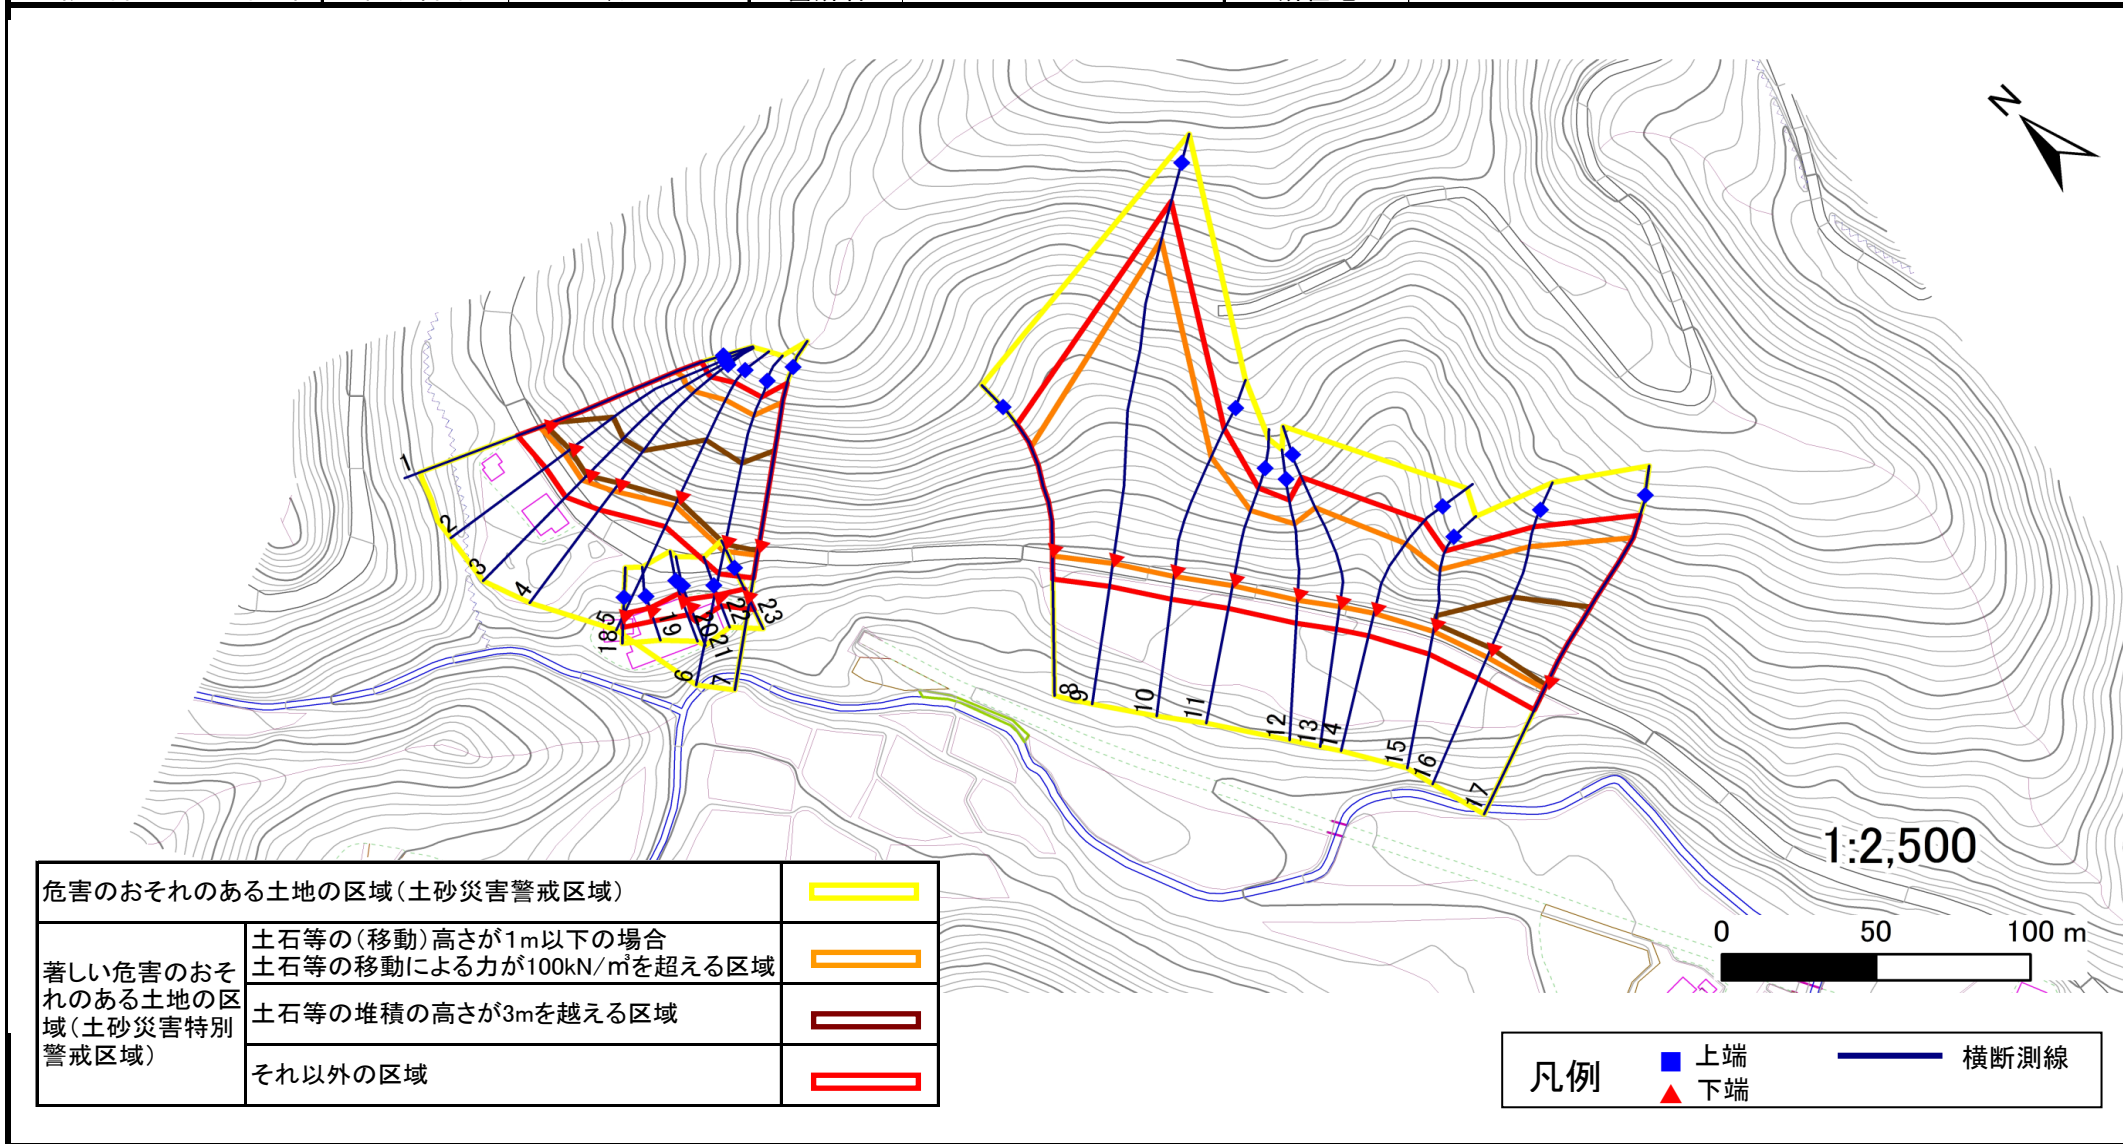 N
1
2
3
4
5
18
19
20
21
22
23
6
7
8
9
10
11
12
13
14
15
16
17
1:2,500
0 50 100 m
危害のおそれのある土地の区域(土砂災害警戒区域)
著しい危害のおそ
れのある土地の区
域(土砂災害特別
警戒区域)
土石等の(移動)高さが1m以下の場合
土石等の移動による力が100kN/㎡を超える区域
土石等の堆積の高さが3mを越える区域
それ以外の区域
凡例
上端
下端
横断測線